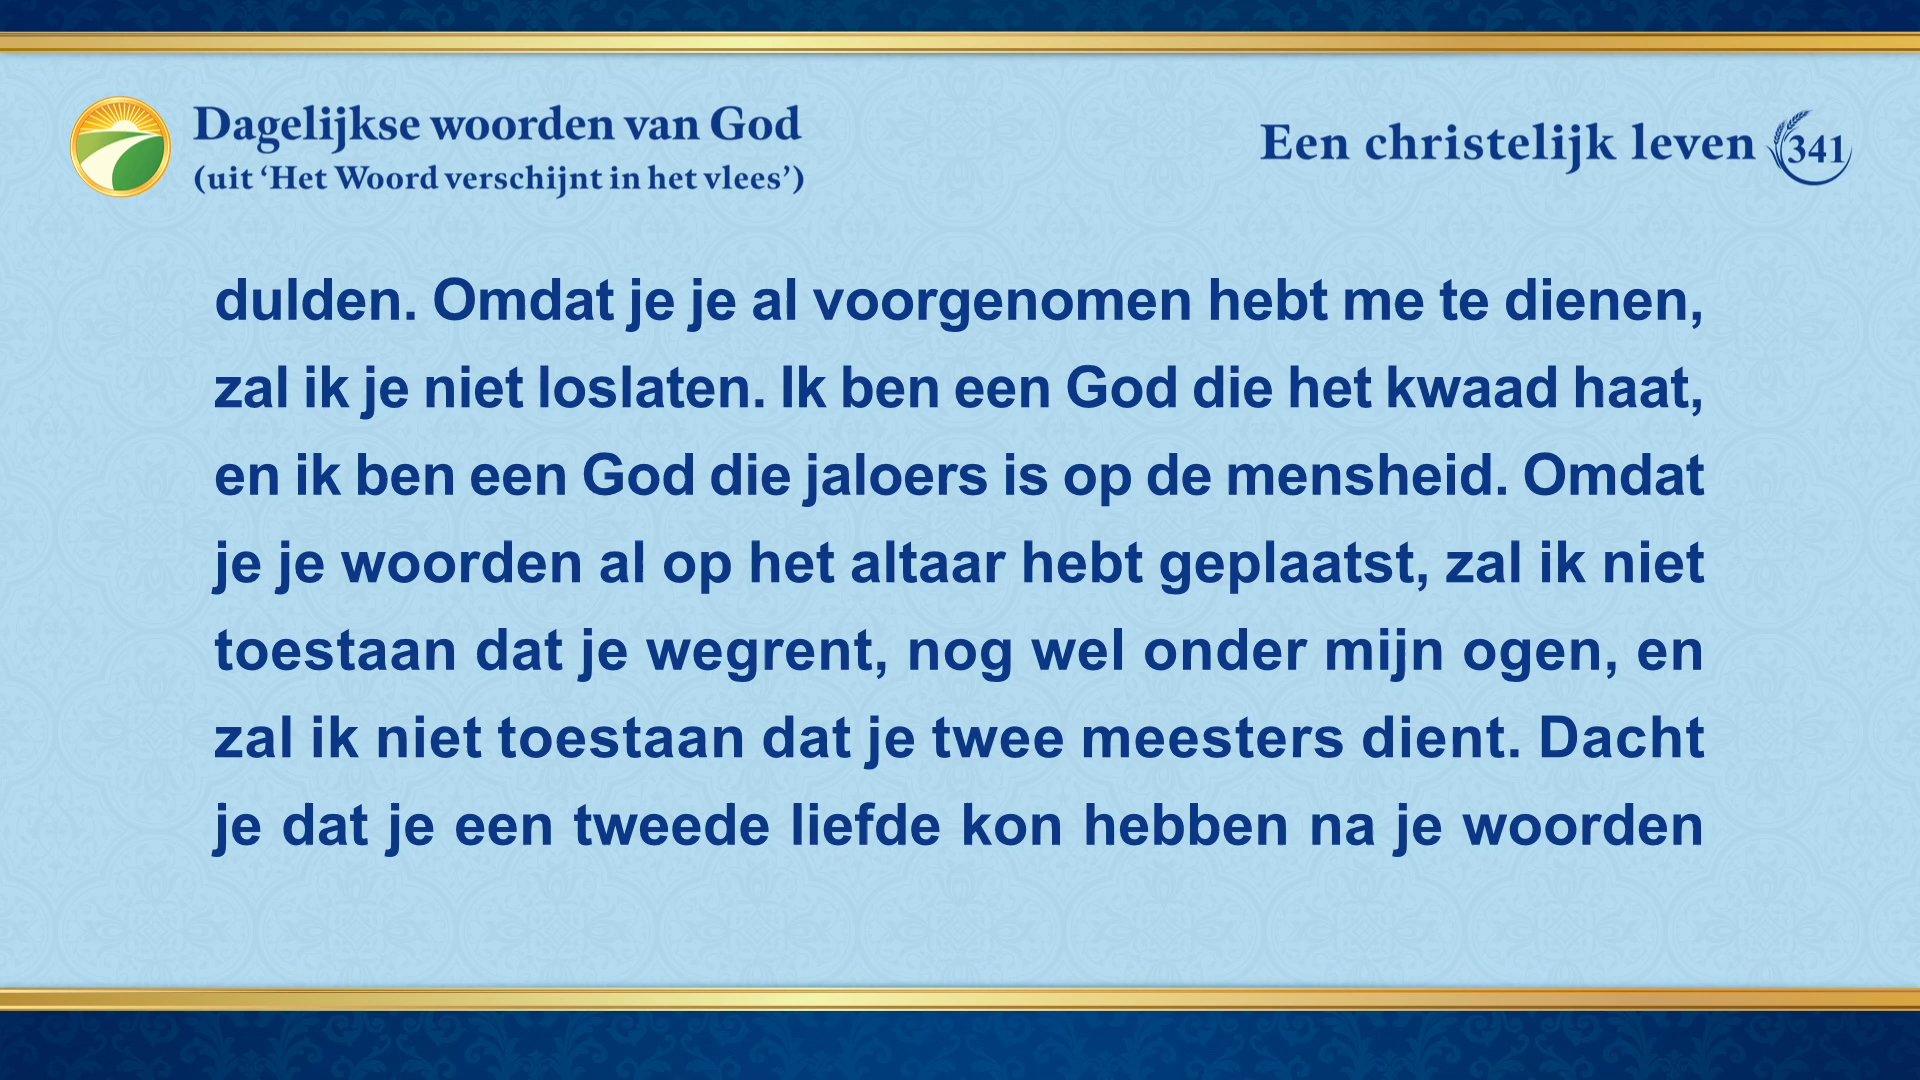 Dagelijkse woorden van God
(uit ‘Het Woord verschijnt in het vlees’)
Een christelijk leven 341
dulden. Omdat je je al voorgenomen hebt me te dienen,
zal ik je niet loslaten. Ik ben een God die het kwaad haat,
en ik ben een God die jaloers is op de mensheid. Omdat
je je woorden al op het altaar hebt geplaatst, zal ik niet
toestaan dat je wegrent, nog wel onder mijn ogen, en
zal ik niet toestaan dat je twee meesters dient. Dacht
je dat je een tweede liefde kon hebben na je woorden